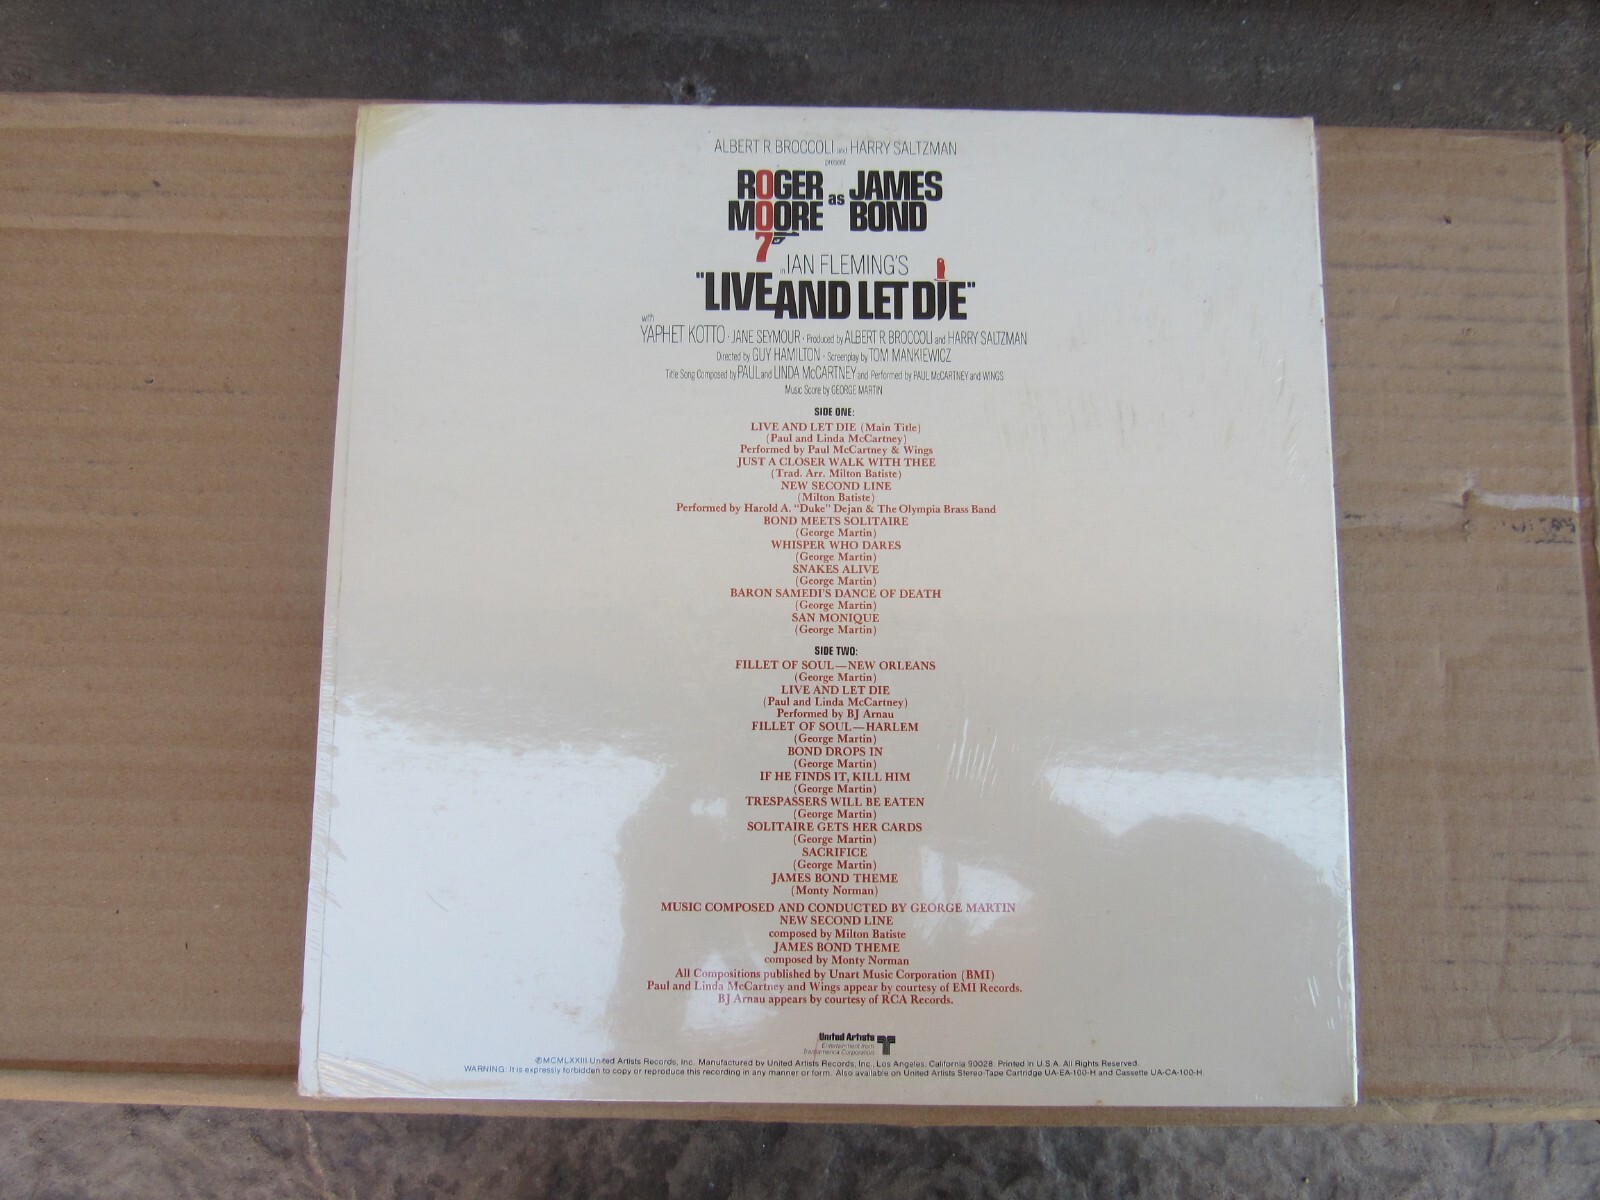 ALBERT R. BROCCOLI and HARRY SALTZMAN
present
ROGER MOORE as JAMES BOND
007
in IAN FLEMING'S
"LIVE AND LET DIE"
with
YAPHET KOTTO · JANE SEYMOUR · Produced by ALBERT R. BROCCOLI and HARRY SALTZMAN
Directed by GUY HAMILTON · Screenplay by TOM MANKIEWICZ
Title Song Composed by PAUL and LINDA McCARTNEY and Performed by PAUL McCARTNEY and WINGS
Music Score by GEORGE MARTIN
SIDE ONE:
LIVE AND LET DIE (Main Title)
(Paul and Linda McCartney)
Performed by Paul McCartney & Wings
JUST A CLOSER WALK WITH THEE
(Trad. Arr. Milton Batiste)
NEW SECOND LINE
(Milton Batiste)
Performed by Harold A. "Duke" Dejan & The Olympia Brass Band
BOND MEETS SOLITAIRE
(George Martin)
WHISPER WHO DARES
(George Martin)
SNAKES ALIVE
(George Martin)
BARON SAMEDI'S DANCE OF DEATH
(George Martin)
SAN MONIQUE
(George Martin)
SIDE TWO:
FILLET OF SOUL—NEW ORLEANS
(George Martin)
LIVE AND LET DIE
(Paul and Linda McCartney)
Performed by BJ Arnau
FILLET OF SOUL—HARLEM
(George Martin)
BOND DROPS IN
(George Martin)
IF HE FINDS IT, KILL HIM
(George Martin)
TRESPASSERS WILL BE EATEN
(George Martin)
SOLITAIRE GETS HER CARDS
(George Martin)
SACRIFICE
(George Martin)
JAMES BOND THEME
(Monty Norman)
MUSIC COMPOSED AND CONDUCTED BY GEORGE MARTIN
NEW SECOND LINE
composed by Milton Batiste
JAMES BOND THEME
composed by Monty Norman
All Compositions published by Unart Music Corporation (BMI)
Paul and Linda McCartney and Wings appear by courtesy of EMI Records.
BJ Arnau appears by courtesy of RCA Records.
United Artists
Entertainment from
Transamerica Corporation
℗MCMLXXIII United Artists Records, Inc. Manufactured by United Artists Records, Inc., Los Angeles, California 90028. Printed in U.S.A. All Rights Reserved.
WARNING: It is expressly forbidden to copy or reproduce this recording in any manner or form. Also available on United Artists Stereo-Tape Cartridge UA-EA-100-H and Cassette UA-CA-100-H.